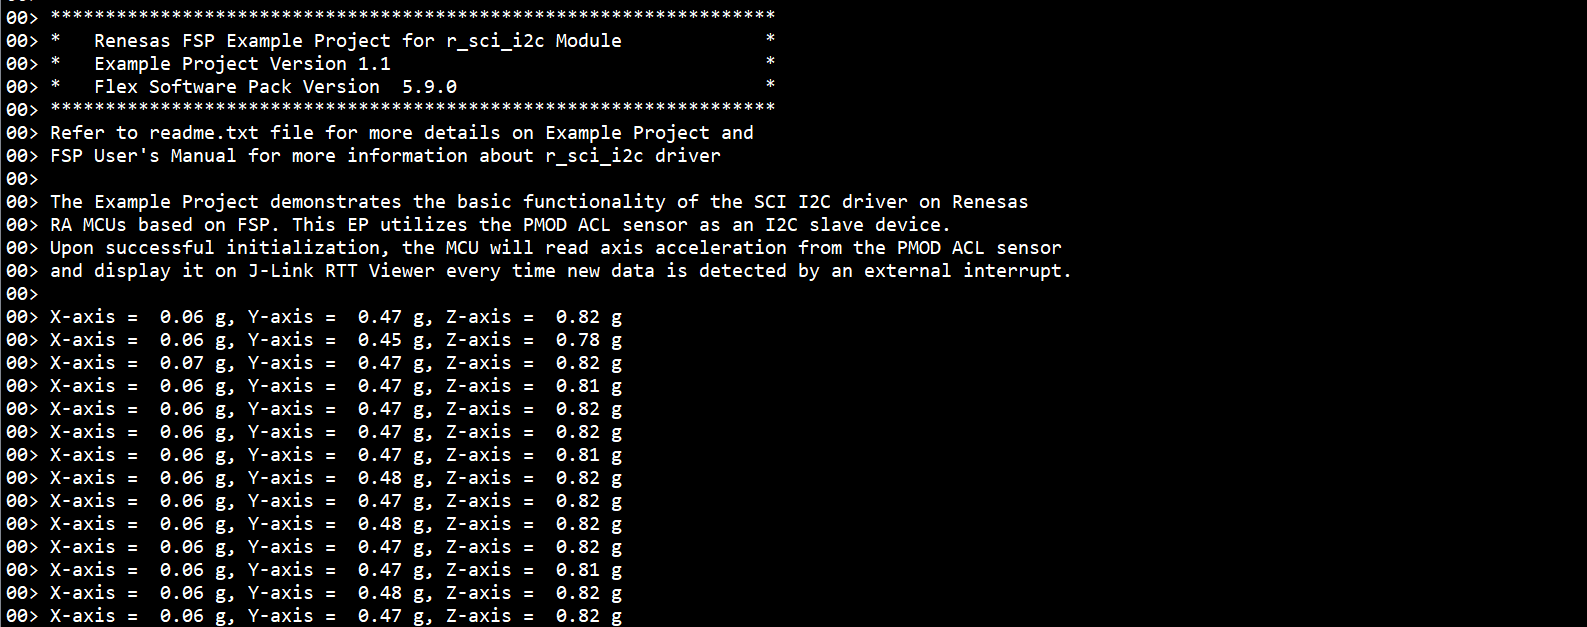 00> ******************************************************************
00> *   Renesas FSP Example Project for r_sci_i2c Module             *
00> *   Example Project Version 1.1                                  *
00> *   Flex Software Pack Version  5.9.0                            *
00> ******************************************************************
00> Refer to readme.txt file for more details on Example Project and
00> FSP User's Manual for more information about r_sci_i2c driver
00>
00> The Example Project demonstrates the basic functionality of the SCI I2C driver on Renesas
00> RA MCUs based on FSP. This EP utilizes the PMOD ACL sensor as an I2C slave device.
00> Upon successful initialization, the MCU will read axis acceleration from the PMOD ACL sensor
00> and display it on J-Link RTT Viewer every time new data is detected by an external interrupt.
00>
00> X-axis =  0.06 g, Y-axis =  0.47 g, Z-axis =  0.82 g
00> X-axis =  0.06 g, Y-axis =  0.45 g, Z-axis =  0.78 g
00> X-axis =  0.07 g, Y-axis =  0.47 g, Z-axis =  0.82 g
00> X-axis =  0.06 g, Y-axis =  0.47 g, Z-axis =  0.81 g
00> X-axis =  0.06 g, Y-axis =  0.47 g, Z-axis =  0.82 g
00> X-axis =  0.06 g, Y-axis =  0.47 g, Z-axis =  0.82 g
00> X-axis =  0.06 g, Y-axis =  0.47 g, Z-axis =  0.81 g
00> X-axis =  0.06 g, Y-axis =  0.48 g, Z-axis =  0.82 g
00> X-axis =  0.06 g, Y-axis =  0.47 g, Z-axis =  0.82 g
00> X-axis =  0.06 g, Y-axis =  0.48 g, Z-axis =  0.82 g
00> X-axis =  0.06 g, Y-axis =  0.47 g, Z-axis =  0.82 g
00> X-axis =  0.06 g, Y-axis =  0.47 g, Z-axis =  0.81 g
00> X-axis =  0.06 g, Y-axis =  0.48 g, Z-axis =  0.82 g
00> X-axis =  0.06 g, Y-axis =  0.47 g, Z-axis =  0.82 g